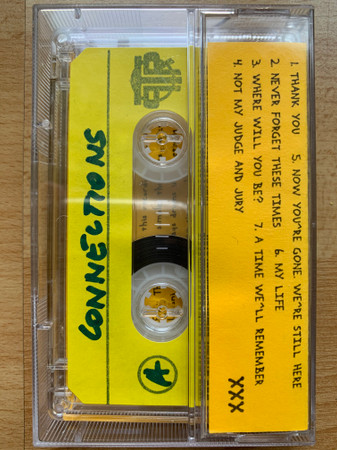 CONNECTIONS
A
1. THANK YOU 5. NOW YOU^RE GONE WE^RE STILL HERE
2. NEVER FORGET THESE TIMES 6. MY LIFE
3. WHERE WILL YOU BE? 7. A TIME WE^LL REMEMBER
4. NOT MY JUDGE AND JURY
XXX